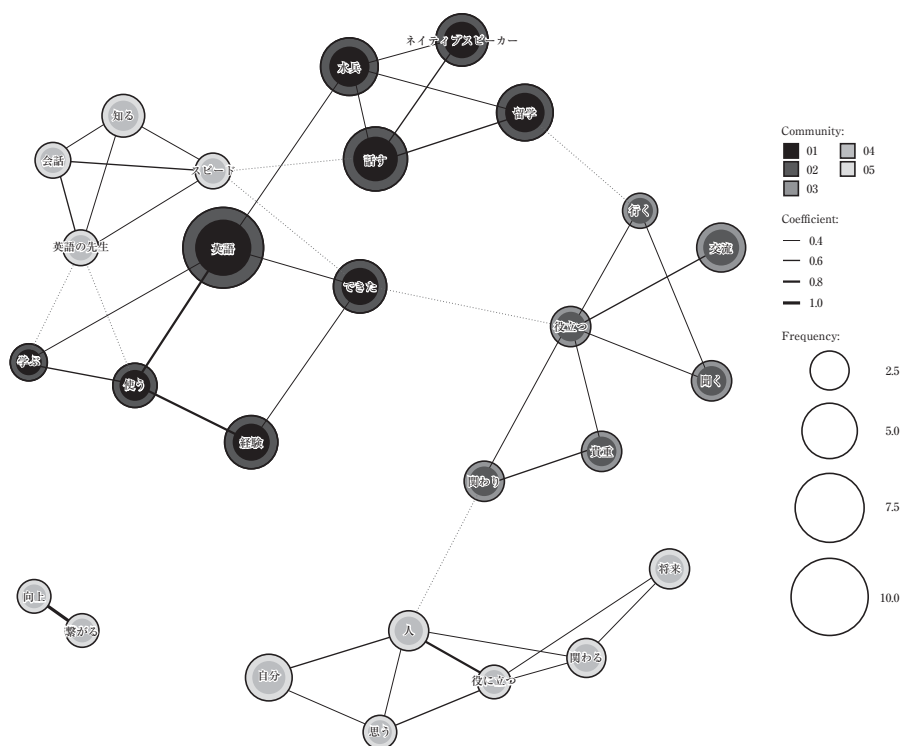 ネイティブスピーカー
水兵
知る
留学
会話
話す
スピード
行く
英語の先生
英語
交流
できた
役立つ
学ぶ
使う
聞く
経験
貴重
関わり
将来
向上
繋がる
人
関わる
自分
役に立つ
思う
Community:
01
04
02
05
03
Coefficient:
0.4
0.6
0.8
1.0
Frequency:
2.5
5.0
7.5
10.0